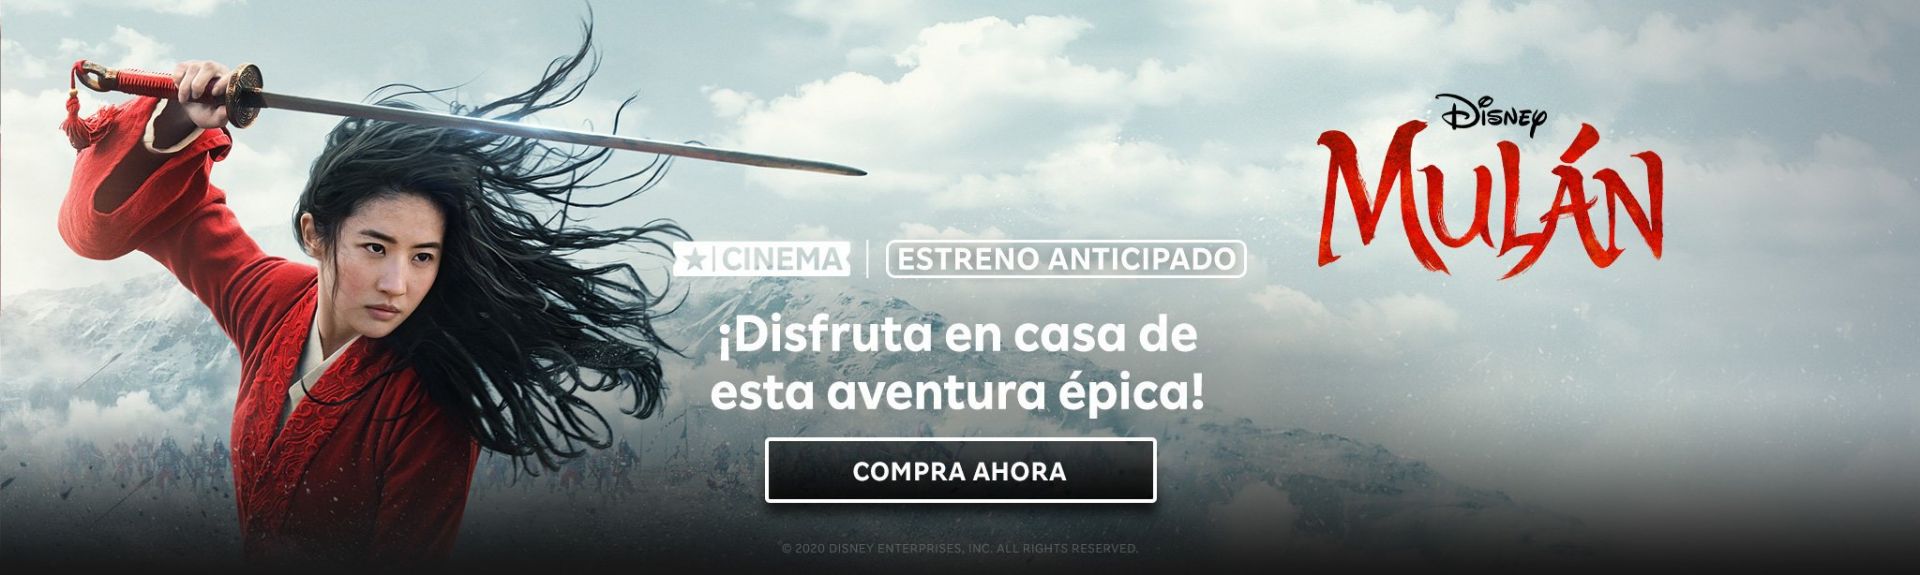 DISNEY
MULÁN
CINEMA
ESTRENO ANTICIPADO
¡Disfruta en casa de
esta aventura épica!
COMPRA AHORA
© 2020 DISNEY ENTERPRISES, INC. ALL RIGHTS RESERVED.